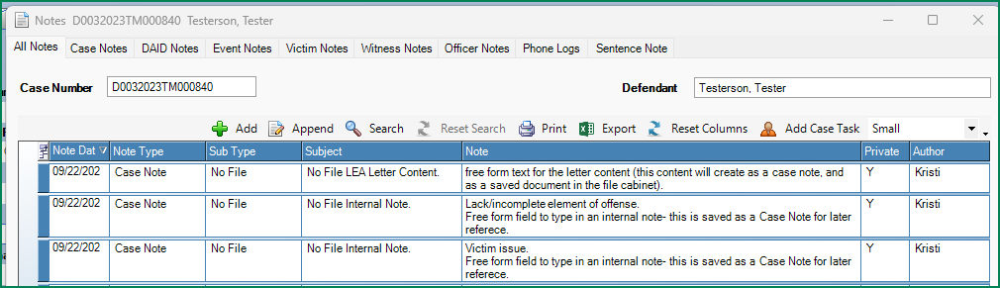 Notes D0032023TM000840 Testerson, Tester
All Notes Case Notes DAID Notes Event Notes Victim Notes Witness Notes Officer Notes Phone Logs Sentence Note
Case Number D0032023TM000840 Defendant Testerson, Tester
Add Append Search Reset Search Print Export Reset Columns Add Case Task Small
Note Dat Note Type Sub Type Subject Note Private Author
09/22/202 Case Note No File No File LEA Letter Content. free form text for the letter content (this content will create as a case note, and Y Kristi
as a saved document in the file cabinet).
09/22/202 Case Note No File No File Internal Note. Lack/incomplete element of offense. Y Kristi
Free form field to type in an internal note- this is saved as a Case Note for later
referece.
09/22/202 Case Note No File No File Internal Note. Victim issue. Y Kristi
Free form field to type in an internal note- this is saved as a Case Note for later
referece.